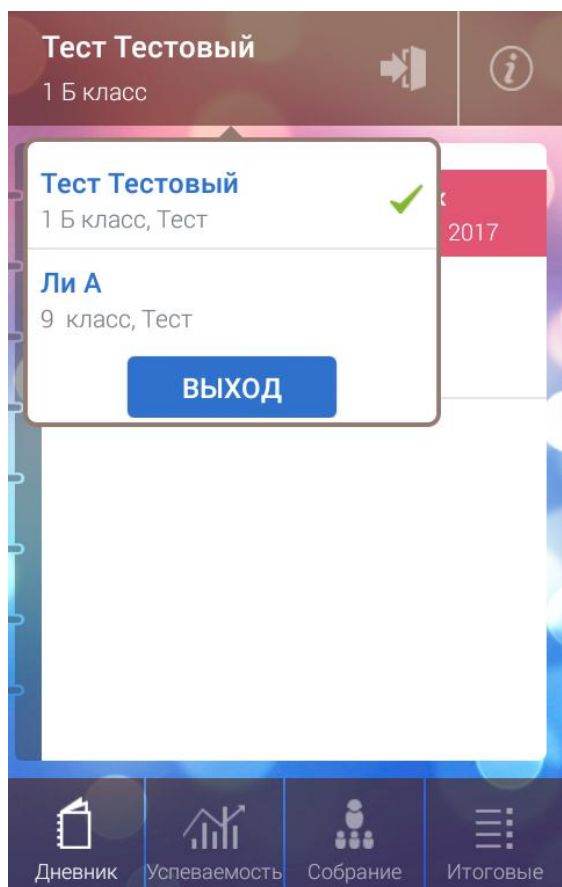 Тест Тестовый
1 Б класс
Тест Тестовый
1 Б класс, Тест
2017
Ли А
9 класс, Тест
ВЫХОД
Дневник
Успеваемость
Собрание
Итоговые